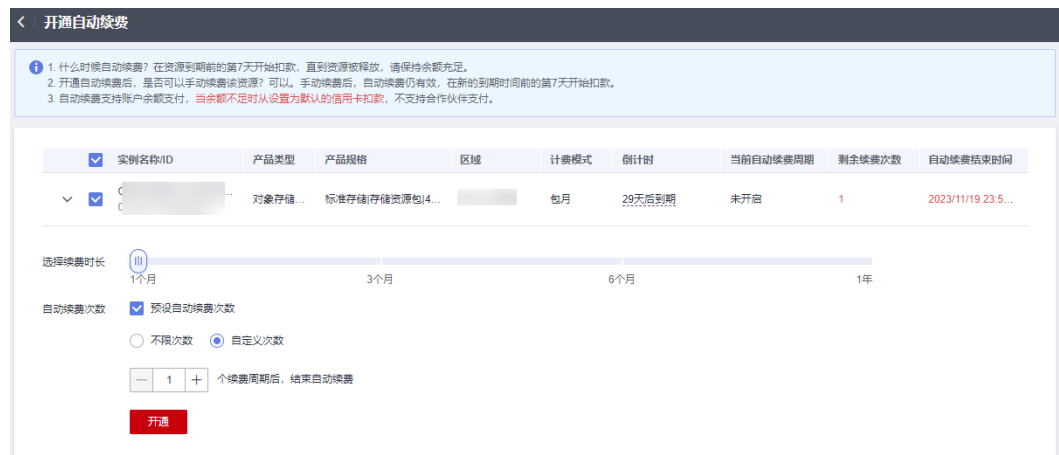 开通自动续费
1. 什么时候自动续费？在资源到期前的第7天开始扣款，直到资源被释放，请保持余额充足。
2. 开通自动续费后，是否可以手动续费该资源？可以。手动续费后，自动续费仍有效，在新的到期时间前的第7天开始扣款。
3. 自动续费支持账户余额支付，当余额不足时从设置为默认的信用卡扣款，不支持合作伙伴支付。
实例名称/ID 产品类型 产品规格 区域 计费模式 倒计时 当前自动续费周期 剩余续费次数 自动续费结束时间
对象存储... 标准存储|存储资源包|4... 包月 29天后到期 未开启 1 2023/11/19 23:5...
选择续费时长
1个月 3个月 6个月 1年
自动续费次数 预设自动续费次数
不限次数 自定义次数
1 个续费周期后，结束自动续费
开通